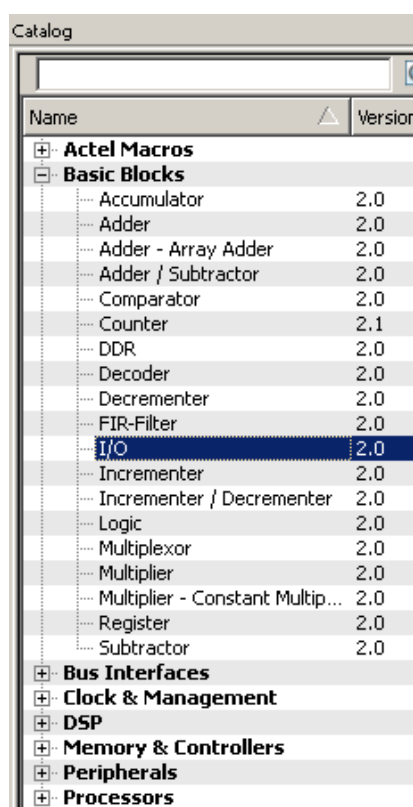 Catalog
Name Version
Actel Macros
Basic Blocks
Accumulator 2.0
Adder 2.0
Adder - Array Adder 2.0
Adder / Subtractor 2.0
Comparator 2.0
Counter 2.1
DDR 2.0
Decoder 2.0
Decrementer 2.0
FIR-Filter 2.0
I/O 2.0
Incrementer 2.0
Incrementer / Decrementer 2.0
Logic 2.0
Multiplexor 2.0
Multiplier 2.0
Multiplier - Constant Multip... 2.0
Register 2.0
Subtractor 2.0
Bus Interfaces
Clock & Management
DSP
Memory & Controllers
Peripherals
Processors